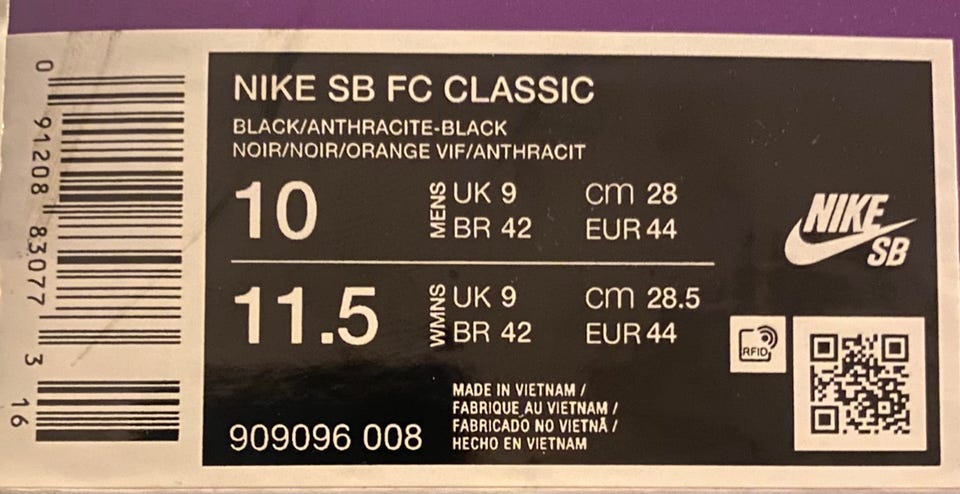 NIKE SB FC CLASSIC
BLACK/ANTHRACITE-BLACK
NOIR/NOIR/ORANGE VIF/ANTHRACIT
10 MENS UK 9 cm 28
BR 42 EUR 44
11.5 WMNS UK 9 cm 28.5
BR 42 EUR 44
MADE IN VIETNAM /
FABRIQUE AU VIETNAM /
FABRICADO NO VIETNÃ /
HECHO EN VIETNAM
909096 008
NIKE
SB
RFID
0 91208 83077 3 16